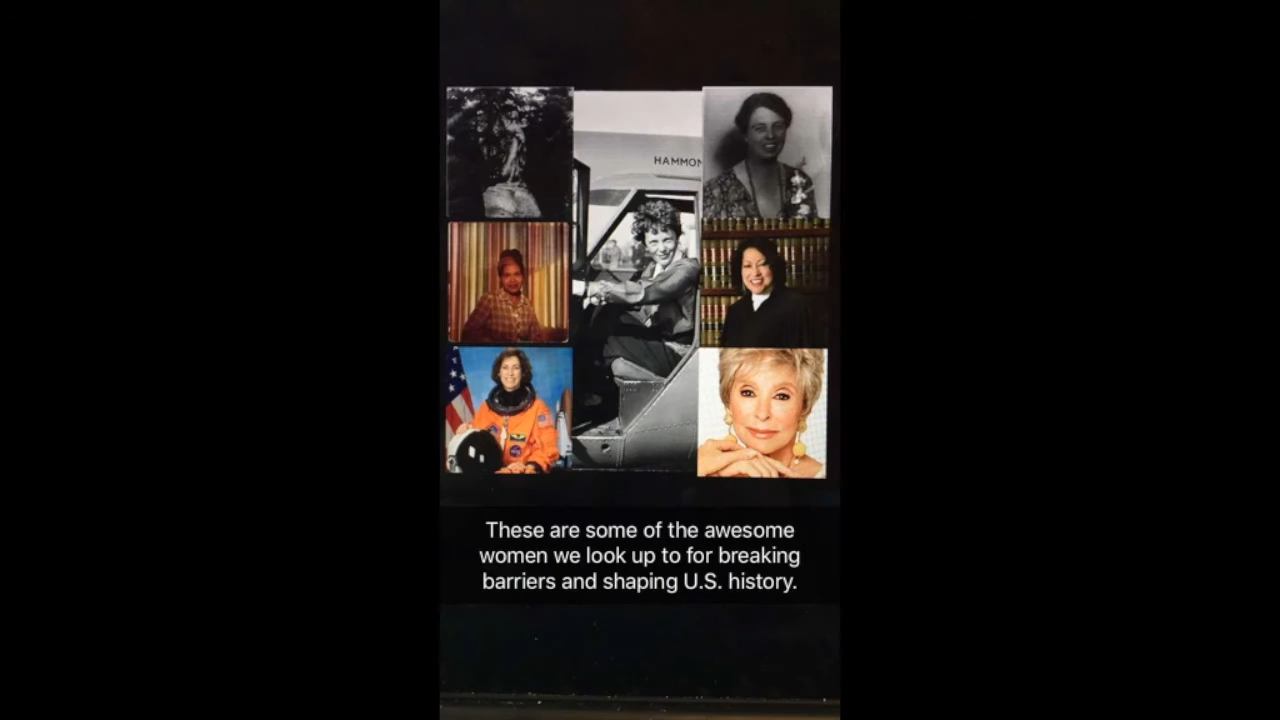 HAMMON
These are some of the awesome
women we look up to for breaking
barriers and shaping U.S. history.